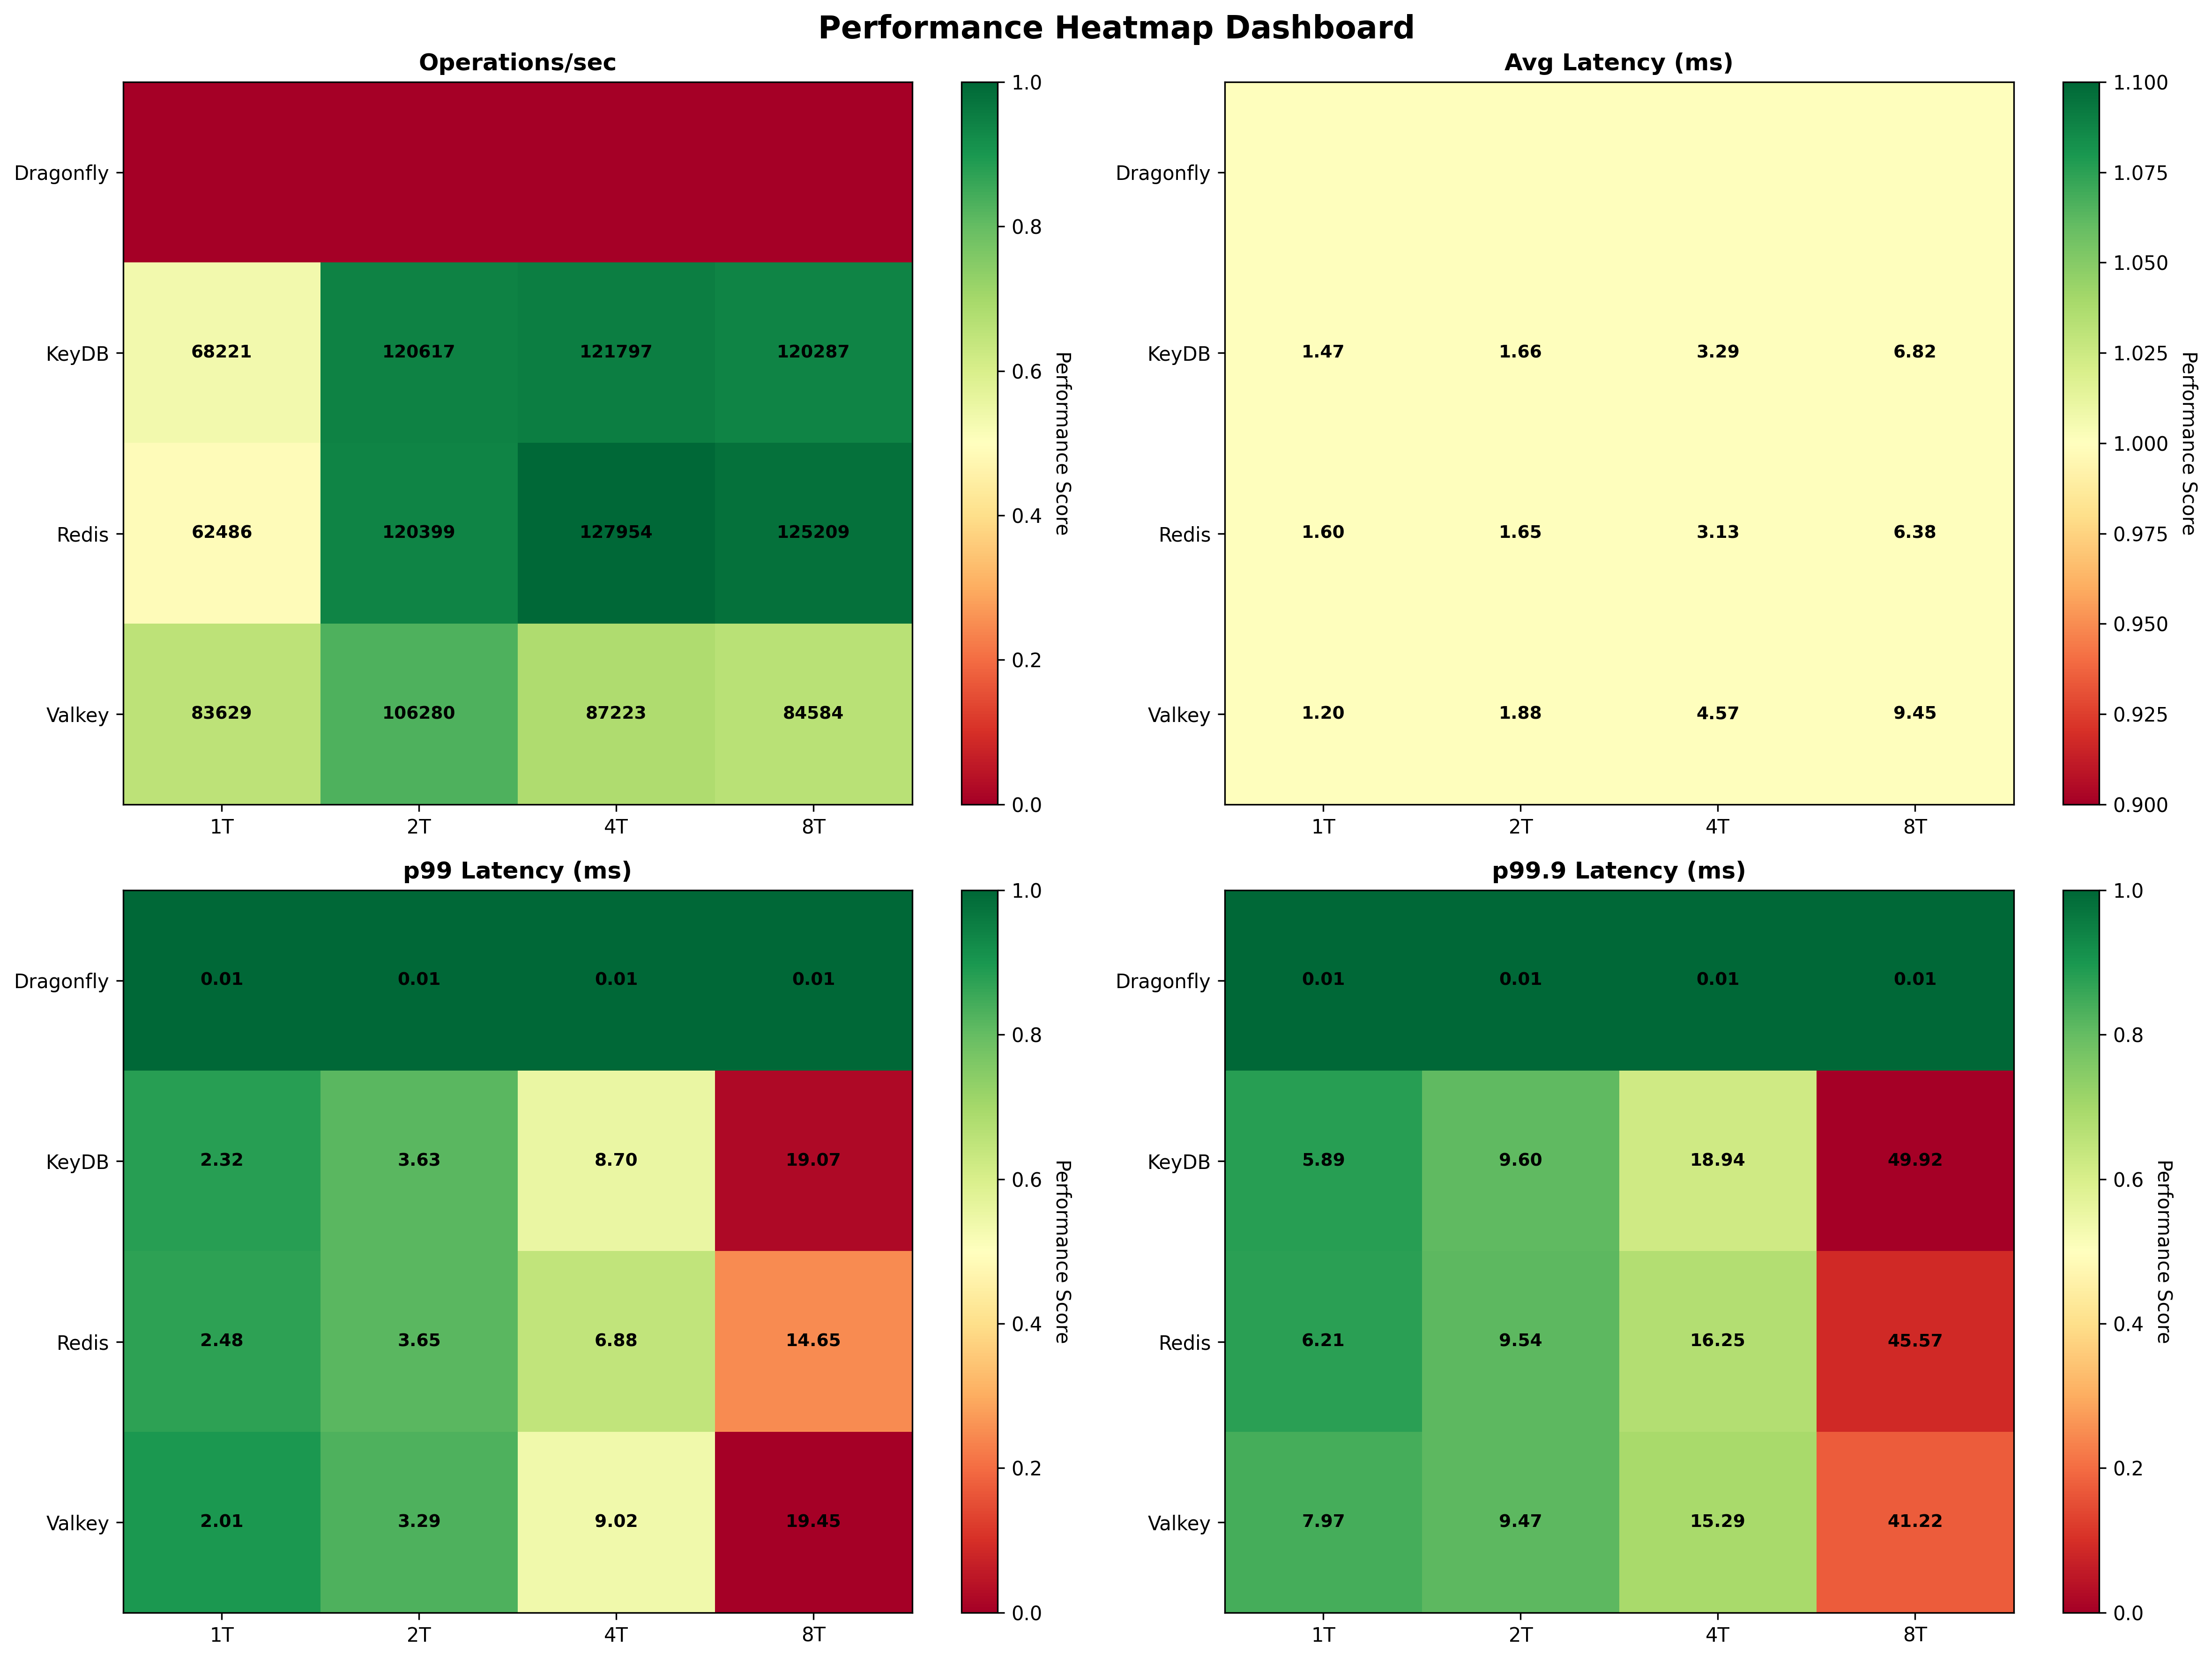 Performance Heatmap Dashboard
Operations/sec
Dragonfly
KeyDB 68221 120617 121797 120287
Redis 62486 120399 127954 125209
Valkey 83629 106280 87223 84584
1T 2T 4T 8T
1.0
0.8
0.6
0.4
0.2
0.0
Performance Score
Avg Latency (ms)
Dragonfly
KeyDB 1.47 1.66 3.29 6.82
Redis 1.60 1.65 3.13 6.38
Valkey 1.20 1.88 4.57 9.45
1T 2T 4T 8T
1.100
1.075
1.050
1.025
1.000
0.975
0.950
0.925
0.900
Performance Score
p99 Latency (ms)
Dragonfly 0.01 0.01 0.01 0.01
KeyDB 2.32 3.63 8.70 19.07
Redis 2.48 3.65 6.88 14.65
Valkey 2.01 3.29 9.02 19.45
1T 2T 4T 8T
1.0
0.8
0.6
0.4
0.2
0.0
Performance Score
p99.9 Latency (ms)
Dragonfly 0.01 0.01 0.01 0.01
KeyDB 5.89 9.60 18.94 49.92
Redis 6.21 9.54 16.25 45.57
Valkey 7.97 9.47 15.29 41.22
1T 2T 4T 8T
1.0
0.8
0.6
0.4
0.2
0.0
Performance Score